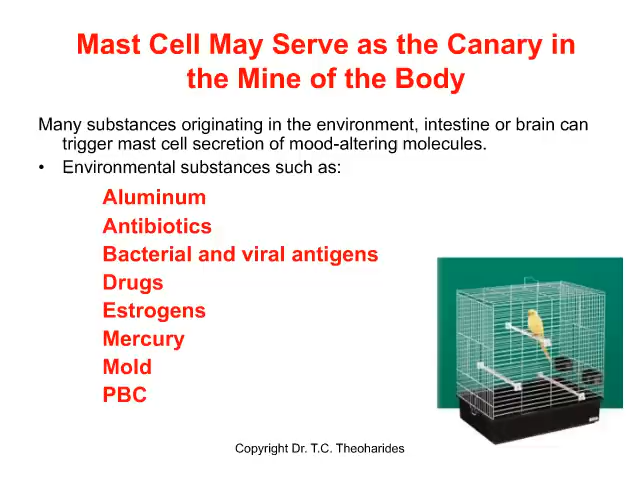 Mast Cell May Serve as the Canary in
the Mine of the Body
Many substances originating in the environment, intestine or brain can
trigger mast cell secretion of mood-altering molecules.
• Environmental substances such as:
Aluminum
Antibiotics
Bacterial and viral antigens
Drugs
Estrogens
Mercury
Mold
PBC
Copyright Dr. T.C. Theoharides